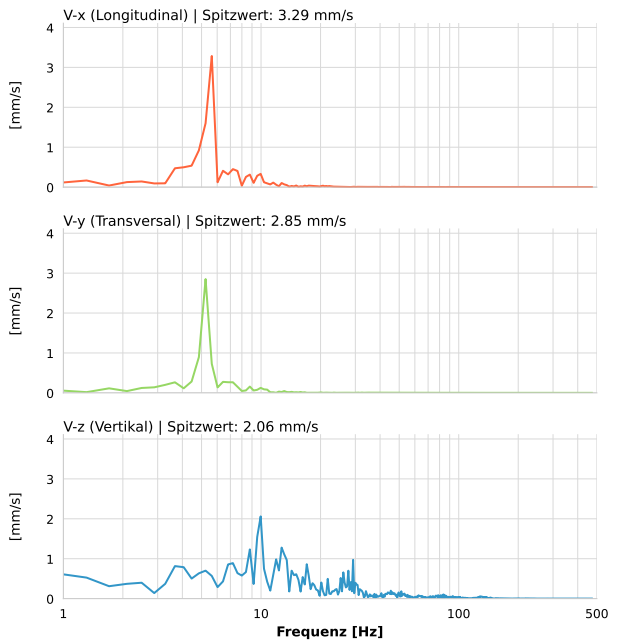 V-x (Longitudinal) | Spitzwert: 3.29 mm/s
4
3
2
1
0
[mm/s]
V-y (Transversal) | Spitzwert: 2.85 mm/s
4
3
2
1
0
[mm/s]
V-z (Vertikal) | Spitzwert: 2.06 mm/s
4
3
2
1
0
[mm/s]
1 10 100 500
Frequenz [Hz]